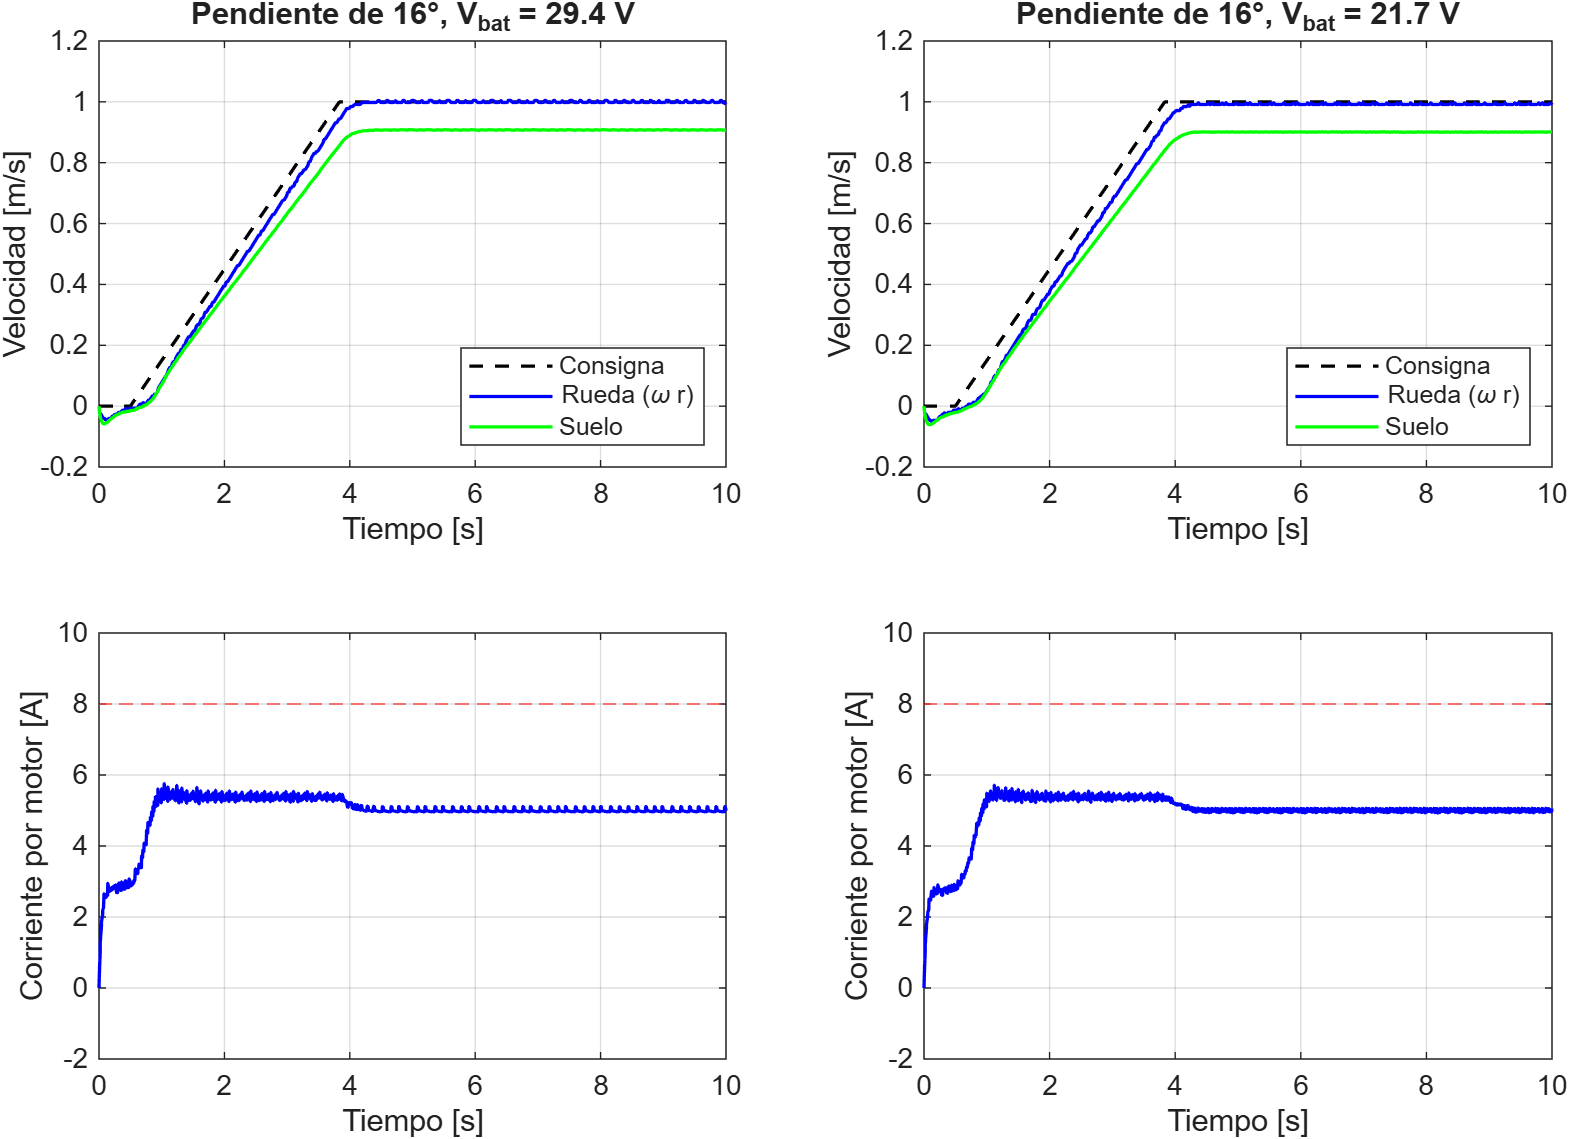 Pendiente de 16°, Vbat = 29.4 V
1.2
1
0.8
0.6
0.4
0.2
0
-0.2
Velocidad [m/s]
Consigna
Rueda (ω r)
Suelo
0 2 4 6 8 10
Tiempo [s]
Pendiente de 16°, Vbat = 21.7 V
1.2
1
0.8
0.6
0.4
0.2
0
-0.2
Velocidad [m/s]
Consigna
Rueda (ω r)
Suelo
0 2 4 6 8 10
Tiempo [s]
10
8
6
4
2
0
-2
Corriente por motor [A]
0 2 4 6 8 10
Tiempo [s]
10
8
6
4
2
0
-2
Corriente por motor [A]
0 2 4 6 8 10
Tiempo [s]